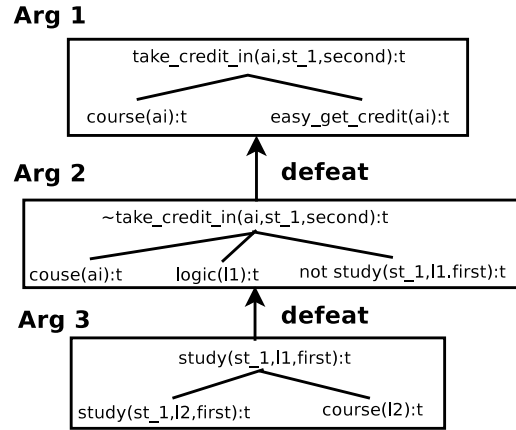 Arg 1
take_credit_in(ai,st_1,second):t
course(ai):t easy_get_credit(ai):t
defeat
Arg 2
~take_credit_in(ai,st_1,second):t
couse(ai):t logic(l1):t not study(st_1,l1.first):t
defeat
Arg 3
study(st_1,l1,first):t
study(st_1,l2,first):t course(l2):t